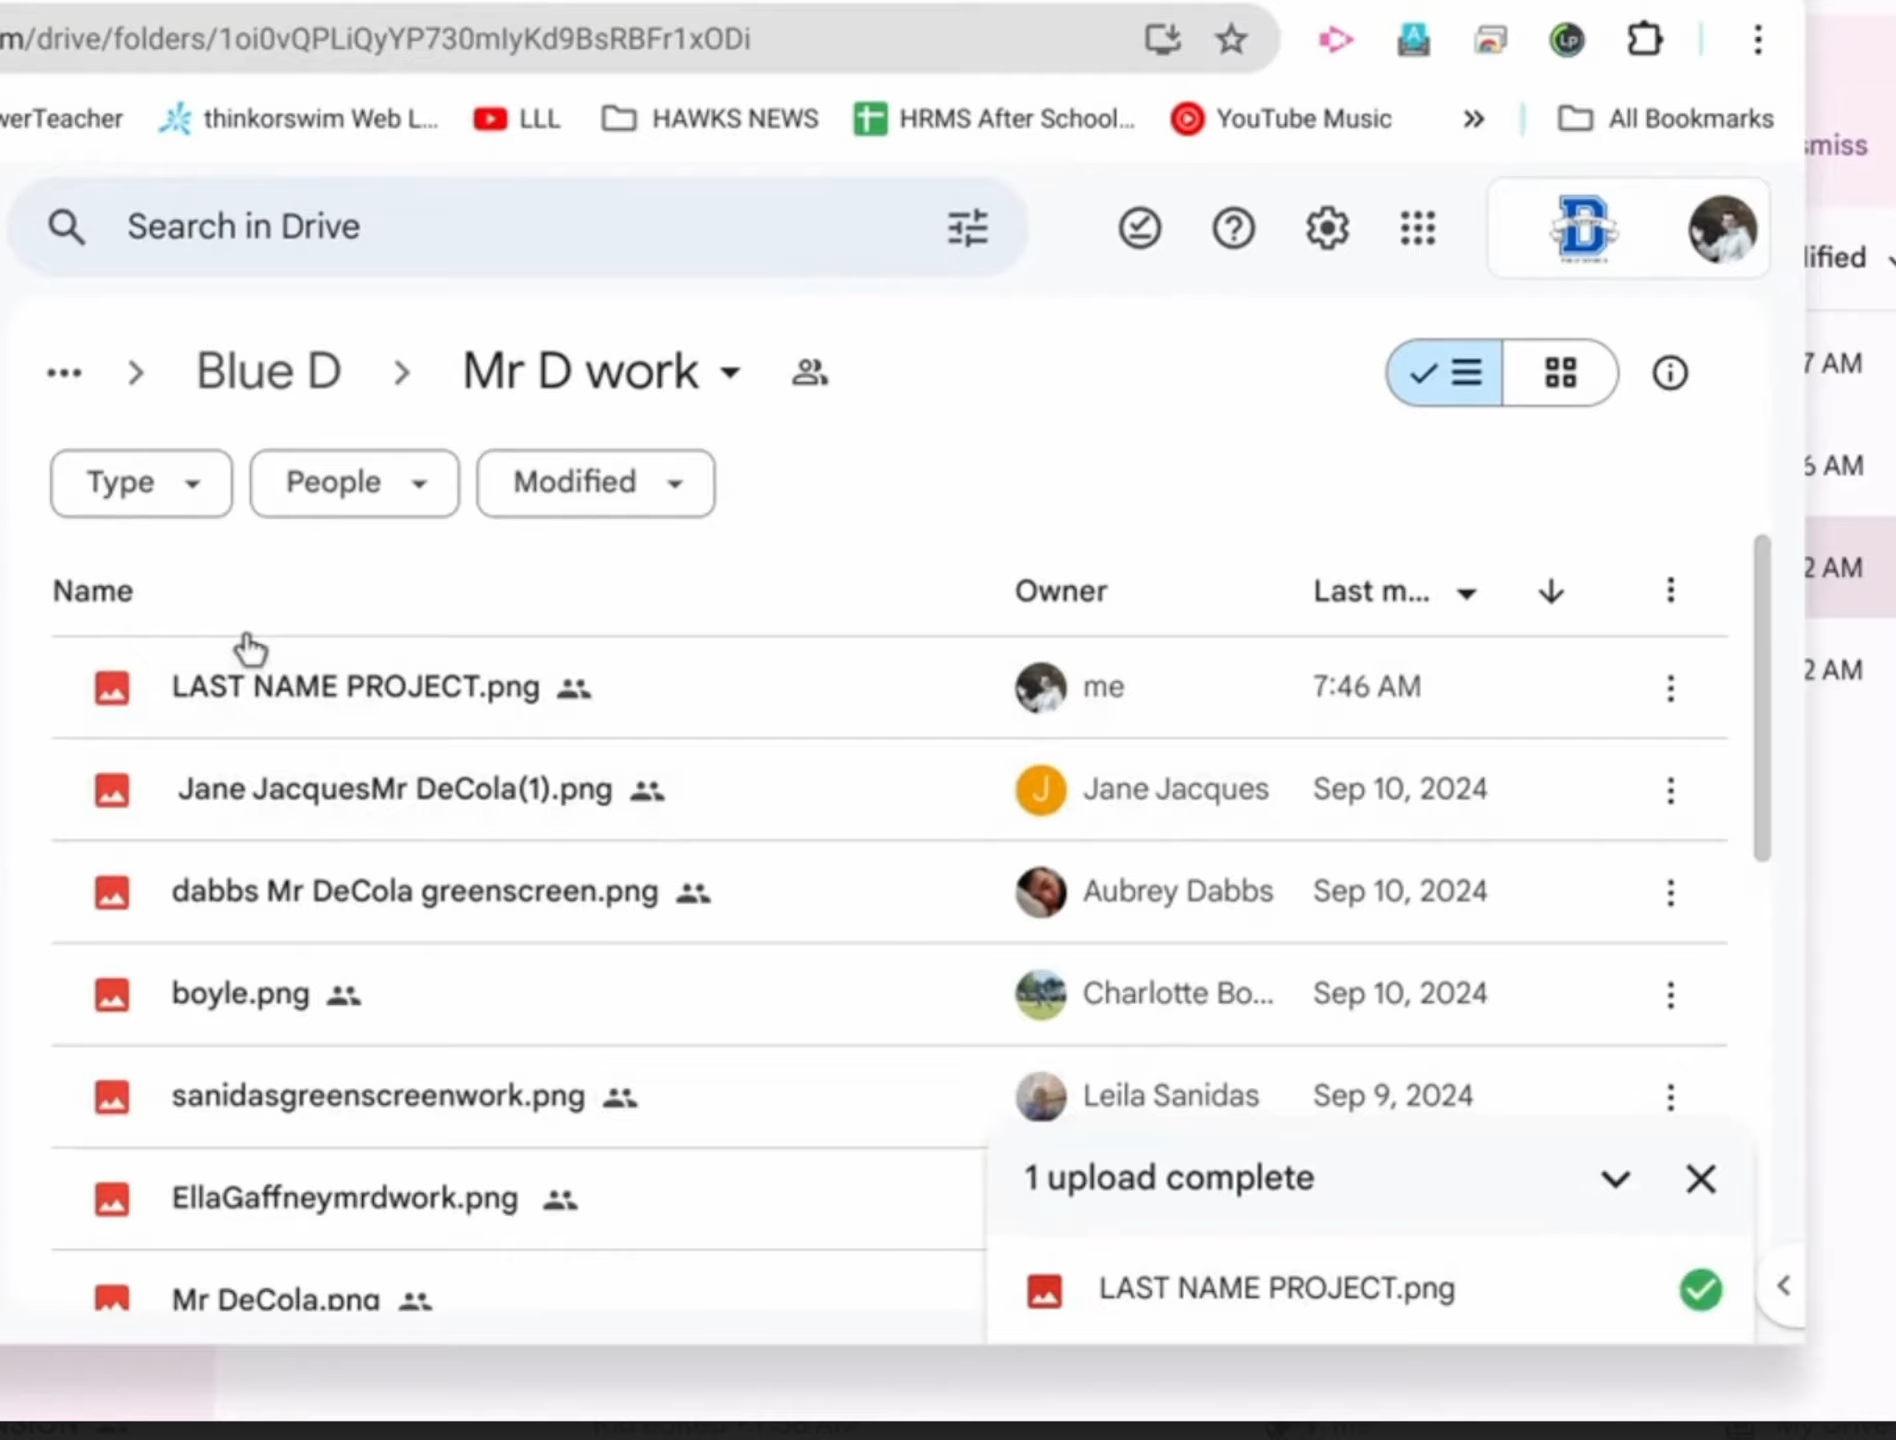 m/drive/folders/1oi0vQPLiQyYP730mIyKd9BsRBFr1xODi
werTeacher thinkorswim Web L... LLL HAWKS NEWS HRMS After School... YouTube Music All Bookmarks
smiss
Search in Drive
D
lified
Blue D Mr D work
7 AM
Type People Modified
6 AM
Name Owner Last m...
2 AM
LAST NAME PROJECT.png me 7:46 AM
2 AM
Jane JacquesMr DeCola(1).png J Jane Jacques Sep 10, 2024
dabbs Mr DeCola greenscreen.png Aubrey Dabbs Sep 10, 2024
boyle.png Charlotte Bo... Sep 10, 2024
sanidasgreenscreenwork.png Leila Sanidas Sep 9, 2024
EllaGaffneymrdwork.png
1 upload complete
Mr DeCola.png
LAST NAME PROJECT.png